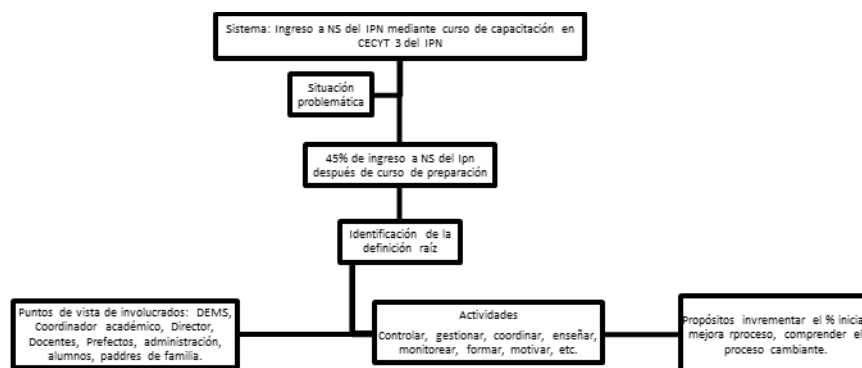 Sistema: Ingreso a NS del IPN mediante curso de capacitación en
CECYT 3 del IPN
Situación
problemática
45% de ingreso a NS del Ipn
después de curso de preparación
Identificación de la
definición raíz
Puntos de vista de involucrados: DEMS,
Coordinador académico, Director,
Docentes, Prefectos, administración,
alumnos, paddres de familia.
Actividades
Controlar, gestionar, coordinar, enseñar,
monitorear, formar, motivar, etc.
Propósitos invrementar el % inicia
mejora rproceso, comprender el
proceso cambiante.